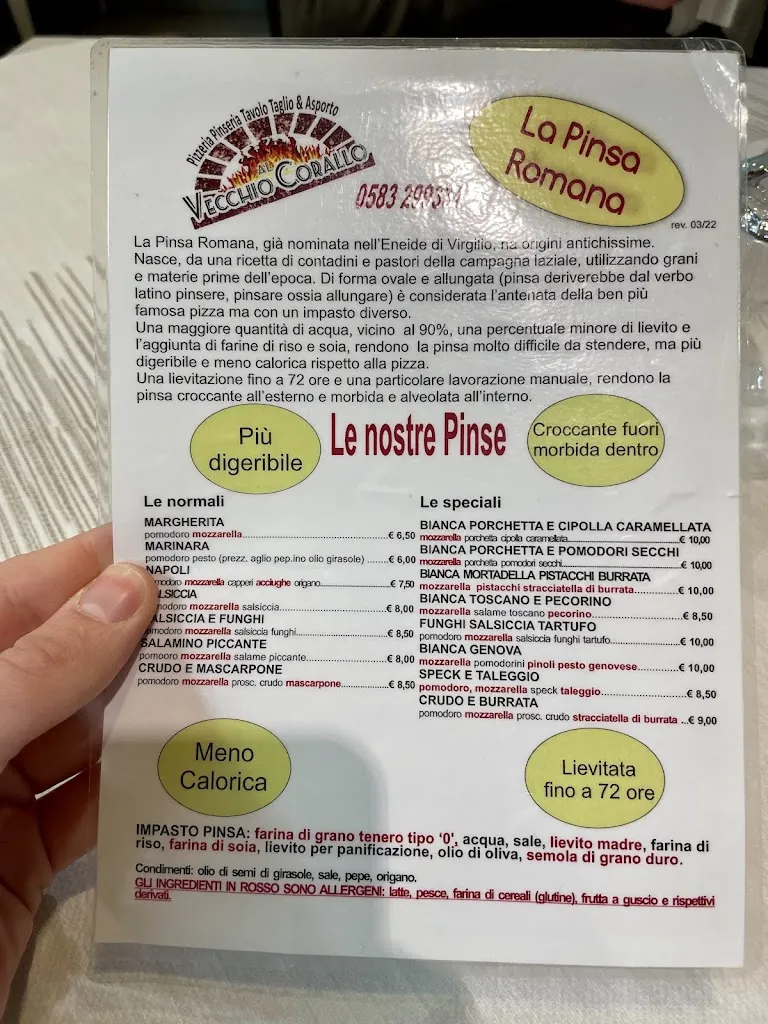 Pizzeria Pinseria Tavolo Taglio & Asporto
AL
VECCHIO CORALLO
0583
La Pinsa
Romana
rev. 03/22
La Pinsa Romana, già nominata nell'Eneide di Virgilio, ha origini antichissime.
Nasce, da una ricetta di contadini e pastori della campagna laziale, utilizzando grani
e materie prime dell'epoca. Di forma ovale e allungata (pinsa deriverebbe dal verbo
latino pinsere, pinsare ossia allungare) è considerata l'antenata della ben più
famosa pizza ma con un impasto diverso.
Una maggiore quantità di acqua, vicino al 90%, una percentuale minore di lievito e
l'aggiunta di farine di riso e soia, rendono la pinsa molto difficile da stendere, ma più
digeribile e meno calorica rispetto alla pizza.
Una lievitazione fino a 72 ore e una particolare lavorazione manuale, rendono la
pinsa croccante all'esterno e morbida e alveolata all'interno.
Più
digeribile
Le nostre Pinse
Croccante fuori
morbida dentro
Le normali
MARGHERITA
pomodoro mozzarella..........€ 6,50
MARINARA
pomodoro pesto (prezz. aglio pep.ino olio girasole) ..........€ 6,00
NAPOLI
modoro mozzarella capperi acciughe origano..........€ 7,50
ALSICCIA
modoro mozzarella salsiccia..........€ 8,00
ALSICCIA E FUNGHI
modoro mozzarella salsiccia funghi..........€ 8,50
SALAMINO PICCANTE
pomooro mozzarella salame piccante..........€ 8,00
CRUDO E MASCARPONE
pomodoro mozzarella prosc. crudo mascarpone..........€ 8,50
Le speciali
BIANCA PORCHETTA E CIPOLLA CARAMELLATA
mozzarella porchetta cipolla caramellata..........€ 10,00
BIANCA PORCHETTA E POMODORI SECCHI
mozzarella porchetta pomodori secchi..........€ 10,00
BIANCA MORTADELLA PISTACCHI BURRATA
mozzarella pistacchi stracciatella di burrata..........€ 10,00
BIANCA TOSCANO E PECORINO
mozzarella salame toscano pecorino..........€ 8,50
FUNGHI SALSICCIA TARTUFO
pomodoro mozzarella salsiccia funghi tartufo..........€ 10,00
BIANCA GENOVA
mozzarella pomodorini pinoli pesto genovese..........€ 10,00
SPECK E TALEGGIO
pomodoro, mozzarella speck taleggio..........€ 8,50
CRUDO E BURRATA
pomodoro mozzarella prosc. crudo stracciatella di burrata ..€ 9,00
Meno
Calorica
Lievitata
fino a 72 ore
IMPASTO PINSA: farina di grano tenero tipo '0', acqua, sale, lievito madre, farina di
riso, farina di soia, lievito per panificazione, olio di oliva, semola di grano duro.
Condimenti: olio di semi di girasole, sale, pepe, origano.
GLI INGREDIENTI IN ROSSO SONO ALLERGENI: latte, pesce, farina di cereali (glutine), frutta a guscio e rispettivi
derivati.